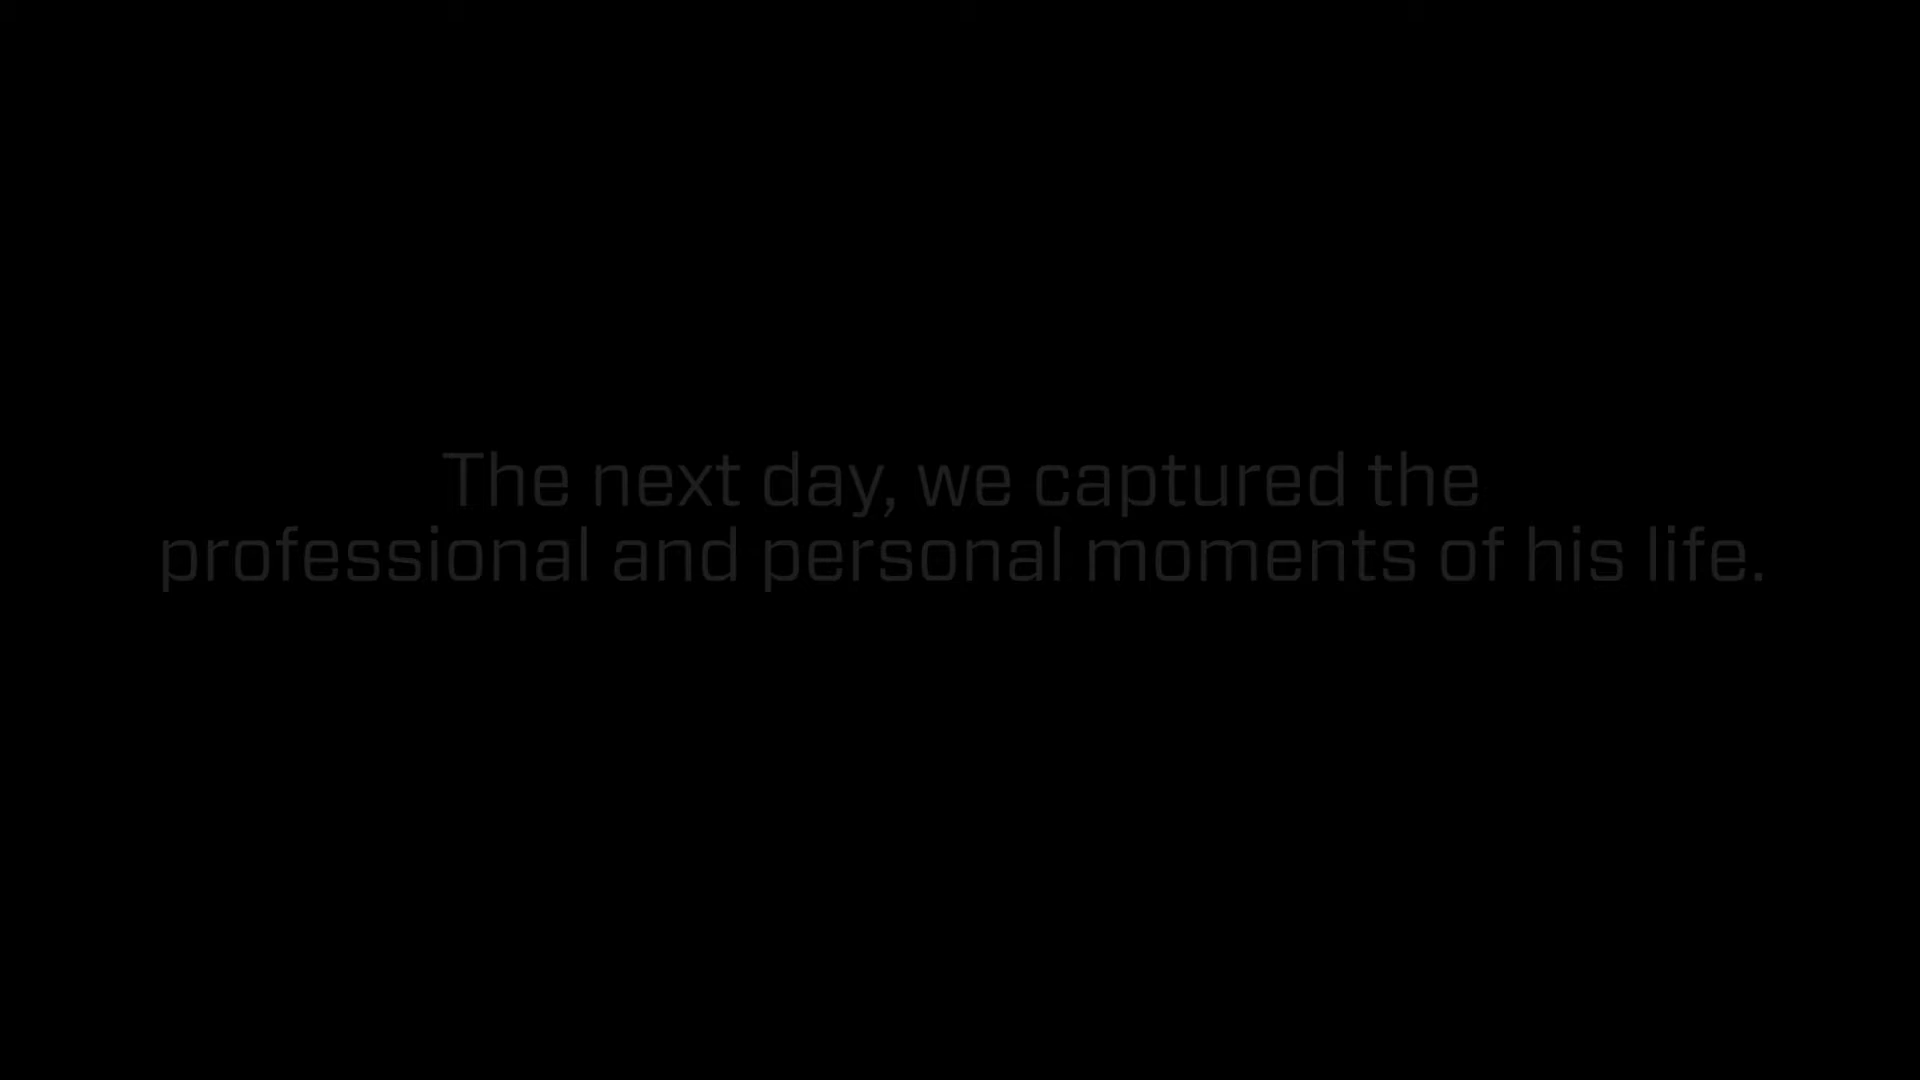 The next day, we captured the
professional and personal moments of his life.